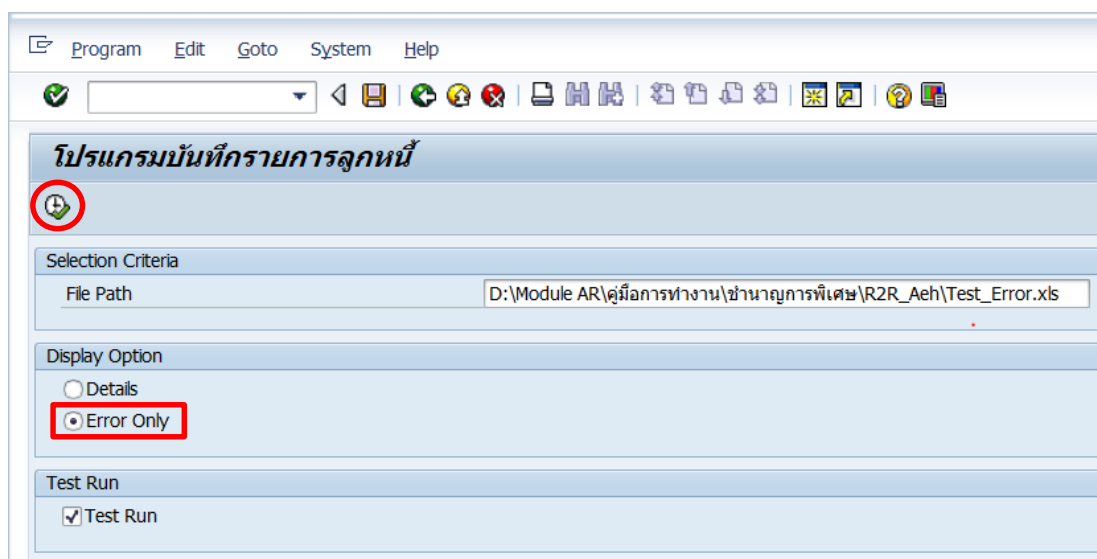 Program Edit Goto System Help
โปรแกรมบันทึกรายการลูกหนี้
Selection Criteria
File Path D:\Module AR\คู่มือการทำงาน\ชำนาญการพิเศษ\R2R_Aeh\Test_Error.xls
Display Option
Details
Error Only
Test Run
Test Run